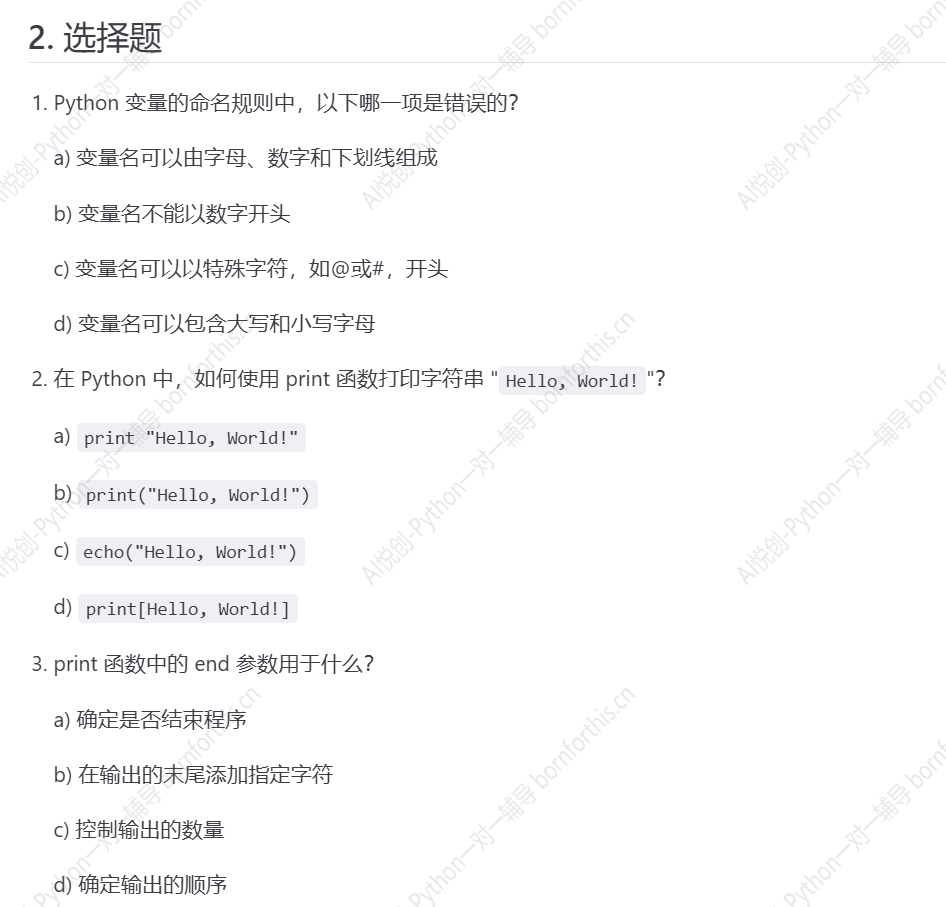 2. 选择题
1. Python 变量的命名规则中，以下哪一项是错误的？
a) 变量名可以由字母、数字和下划线组成
b) 变量名不能以数字开头
c) 变量名可以以特殊字符，如@或#，开头
d) 变量名可以包含大写和小写字母
2. 在 Python 中，如何使用 print 函数打印字符串 "Hello, World!"？
a) print "Hello, World!"
b) print("Hello, World!")
c) echo("Hello, World!")
d) print[Hello, World!]
3. print 函数中的 end 参数用于什么？
a) 确定是否结束程序
b) 在输出的末尾添加指定字符
c) 控制输出的数量
d) 确定输出的顺序
AI悦创-Python一对一辅导 bornforthis.cn